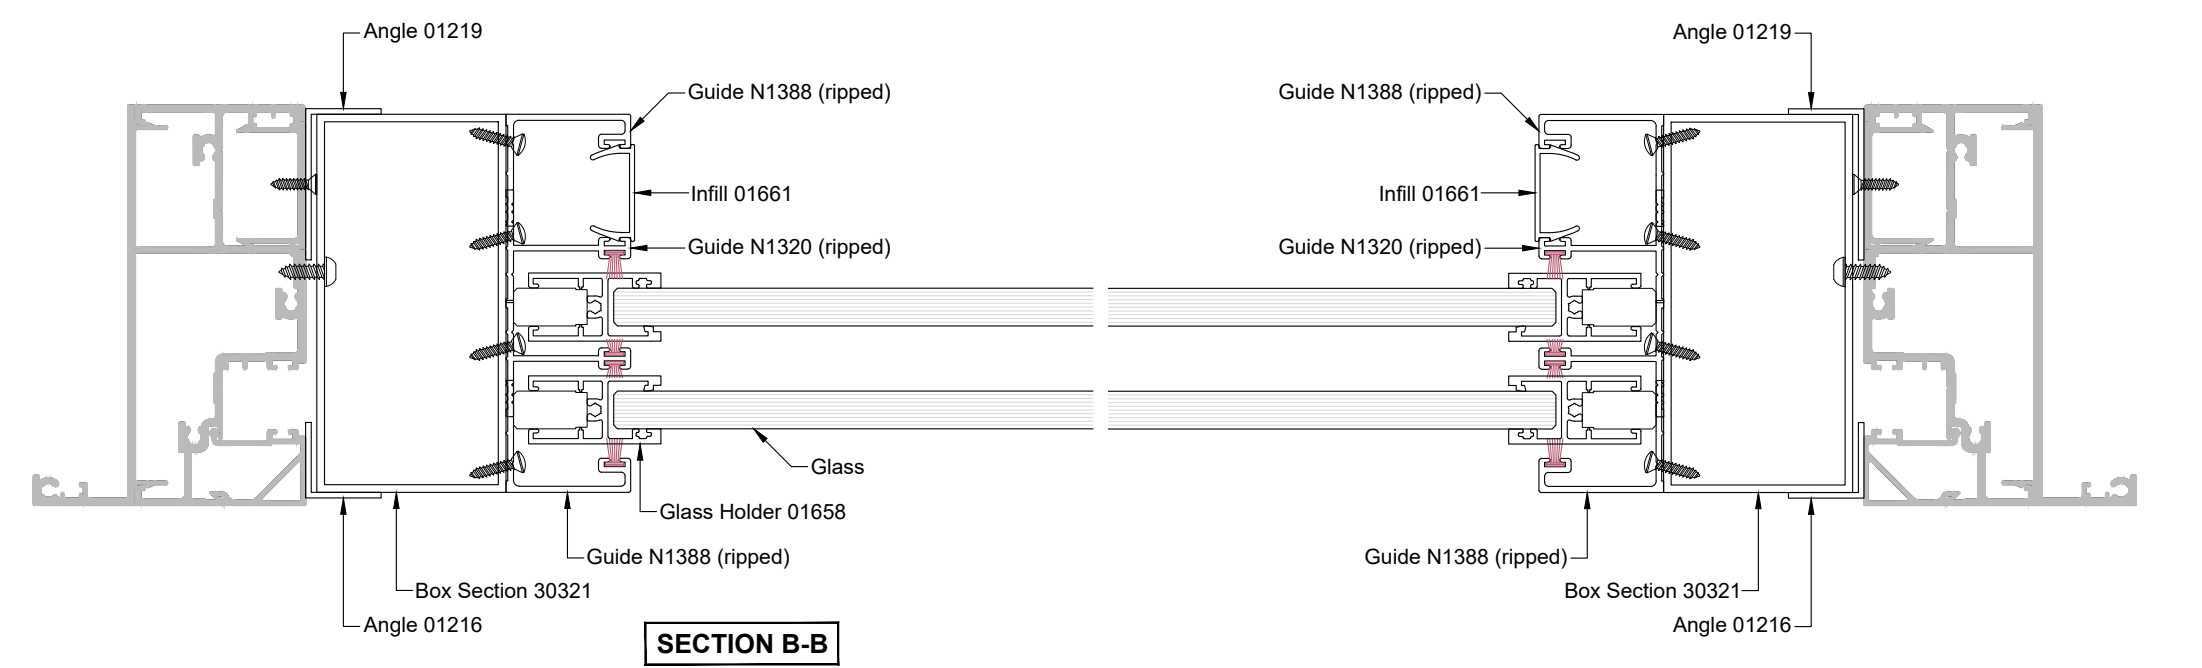 Angle 01219
Angle 01219
Guide N1388 (ripped)
Guide N1388 (ripped)
Infill 01661
Infill 01661
Guide N1320 (ripped)
Guide N1320 (ripped)
Glass
Glass Holder 01658
Guide N1388 (ripped)
Guide N1388 (ripped)
Box Section 30321
Box Section 30321
Angle 01216
Angle 01216
SECTION B-B